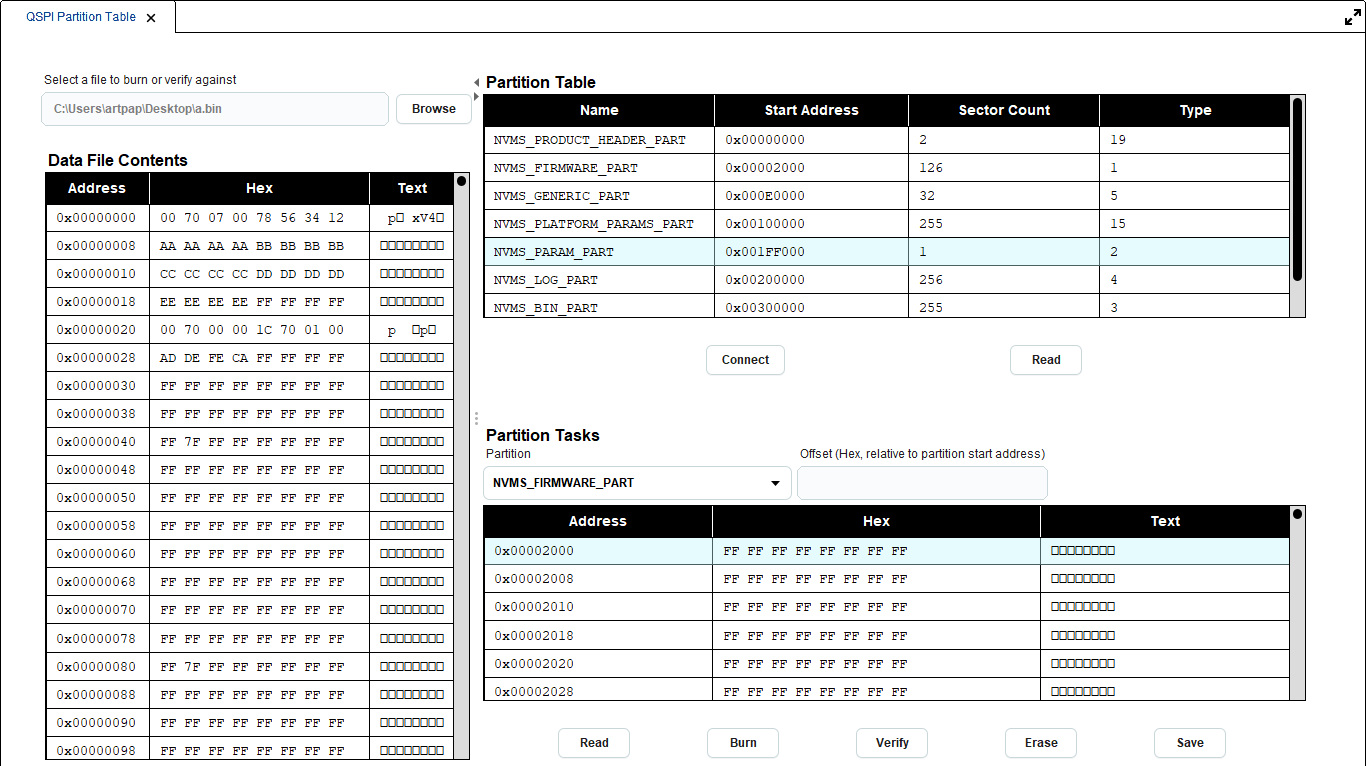 QSPI Partition Table
Select a file to burn or verify against
C:\Users\artpap\Desktop\a.bin
Browse
Data File Contents
Address Hex Text
0x00000000 00 70 07 00 78 56 34 12 p□ xV4□
0x00000008 AA AA AA AA BB BB BB BB □□□□□□□□
0x00000010 CC CC CC CC DD DD DD DD □□□□□□□□
0x00000018 EE EE EE EE FF FF FF FF □□□□□□□□
0x00000020 00 70 00 00 1C 70 01 00 p □p□
0x00000028 AD DE FE CA FF FF FF FF □□□□□□□□
0x00000030 FF FF FF FF FF FF FF FF □□□□□□□□
0x00000038 FF FF FF FF FF FF FF FF □□□□□□□□
0x00000040 FF 7F FF FF FF FF FF FF □□□□□□□□
0x00000048 FF FF FF FF FF FF FF FF □□□□□□□□
0x00000050 FF FF FF FF FF FF FF FF □□□□□□□□
0x00000058 FF FF FF FF FF FF FF FF □□□□□□□□
0x00000060 FF FF FF FF FF FF FF FF □□□□□□□□
0x00000068 FF FF FF FF FF FF FF FF □□□□□□□□
0x00000070 FF FF FF FF FF FF FF FF □□□□□□□□
0x00000078 FF FF FF FF FF FF FF FF □□□□□□□□
0x00000080 FF 7F FF FF FF FF FF FF □□□□□□□□
0x00000088 FF FF FF FF FF FF FF FF □□□□□□□□
0x00000090 FF FF FF FF FF FF FF FF □□□□□□□□
0x00000098 FF FF FF FF FF FF FF FF □□□□□□□□
Partition Table
Name Start Address Sector Count Type
NVMS_PRODUCT_HEADER_PART 0x00000000 2 19
NVMS_FIRMWARE_PART 0x00002000 126 1
NVMS_GENERIC_PART 0x000E0000 32 5
NVMS_PLATFORM_PARAMS_PART 0x00100000 255 15
NVMS_PARAM_PART 0x001FF000 1 2
NVMS_LOG_PART 0x00200000 256 4
NVMS_BIN_PART 0x00300000 255 3
Connect Read
Partition Tasks
Partition Offset (Hex, relative to partition start address)
NVMS_FIRMWARE_PART
Address Hex Text
0x00002000 FF FF FF FF FF FF FF FF □□□□□□□□
0x00002008 FF FF FF FF FF FF FF FF □□□□□□□□
0x00002010 FF FF FF FF FF FF FF FF □□□□□□□□
0x00002018 FF FF FF FF FF FF FF FF □□□□□□□□
0x00002020 FF FF FF FF FF FF FF FF □□□□□□□□
0x00002028 FF FF FF FF FF FF FF FF □□□□□□□□
Read Burn Verify Erase Save